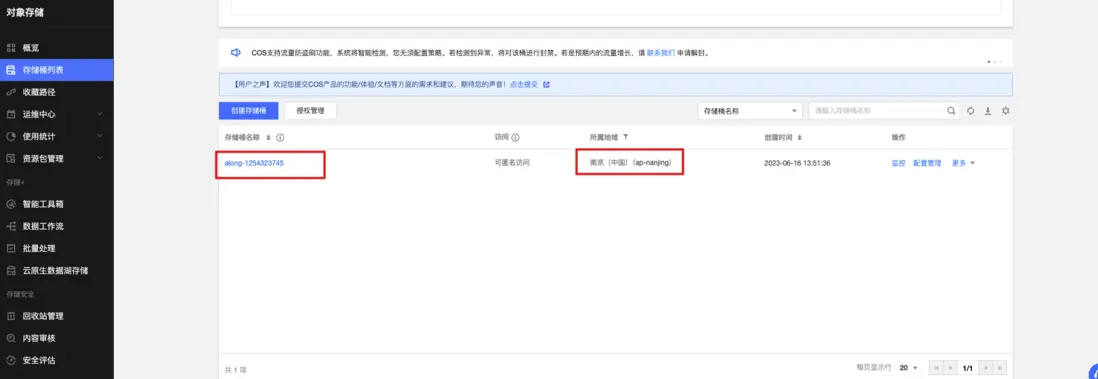 对象存储
概览
存储桶列表
收藏路径
运维中心
使用统计
资源包管理
存储+
智能工具箱
数据工作流
批量处理
云原生数据湖存储
存储安全
回收站管理
内容审核
安全评估
COS支持流量防盗刷功能，系统将智能检测，您无须配置策略。若检测到异常，将对该桶进行封禁。若是预期内的流量增长，请 联系我们 申请解封。
【用户之声】欢迎您提交COS产品的功能/体验/文档等方面的需求和建议，期待您的声音！点击提交
创建存储桶 授权管理 存储桶名称 请输入存储桶名称
存储桶名称 访问 所属地域 创建时间 操作
along-1254323745 可匿名访问 南京（中国）（ap-nanjing） 2023-06-16 13:51:36 监控 配置管理 更多
共 1 项 每页显示行 20 1/1